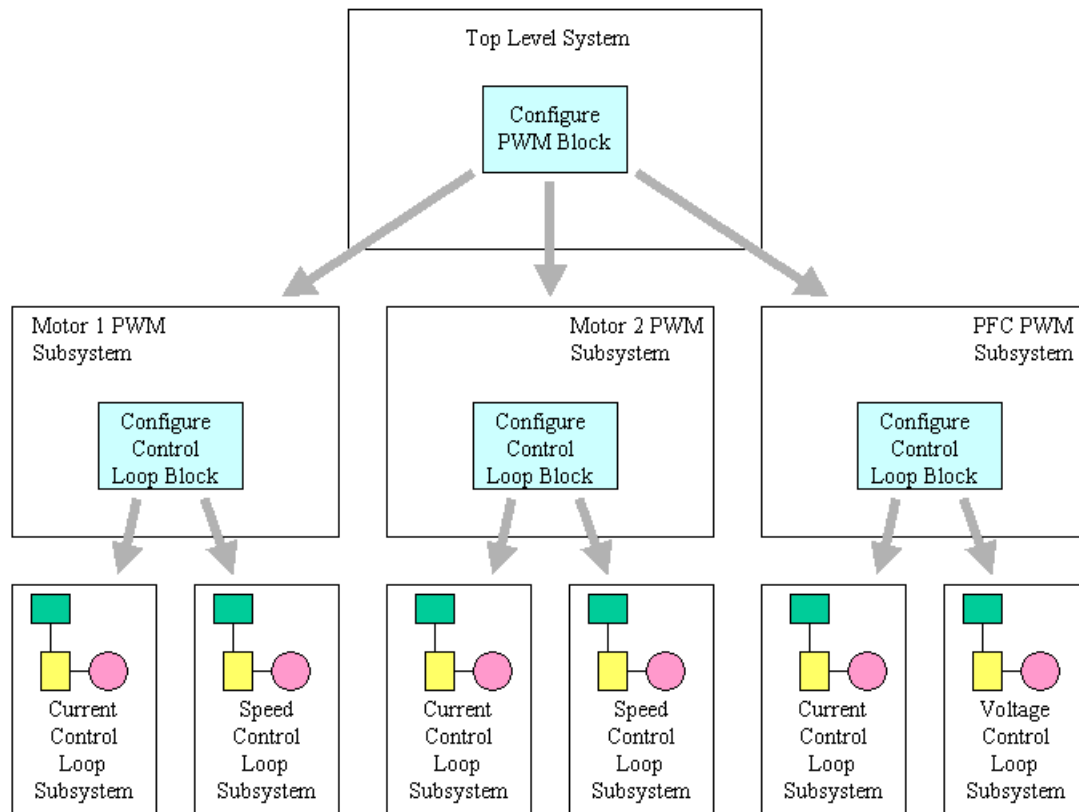 Top Level System
Configure
PWM Block
Motor 1 PWM
Subsystem
Configure
Control
Loop Block
Motor 2 PWM
Subsystem
Configure
Control
Loop Block
PFC PWM
Subsystem
Configure
Control
Loop Block
Current
Control
Loop
Subsystem
Speed
Control
Loop
Subsystem
Current
Control
Loop
Subsystem
Speed
Control
Loop
Subsystem
Current
Control
Loop
Subsystem
Voltage
Control
Loop
Subsystem